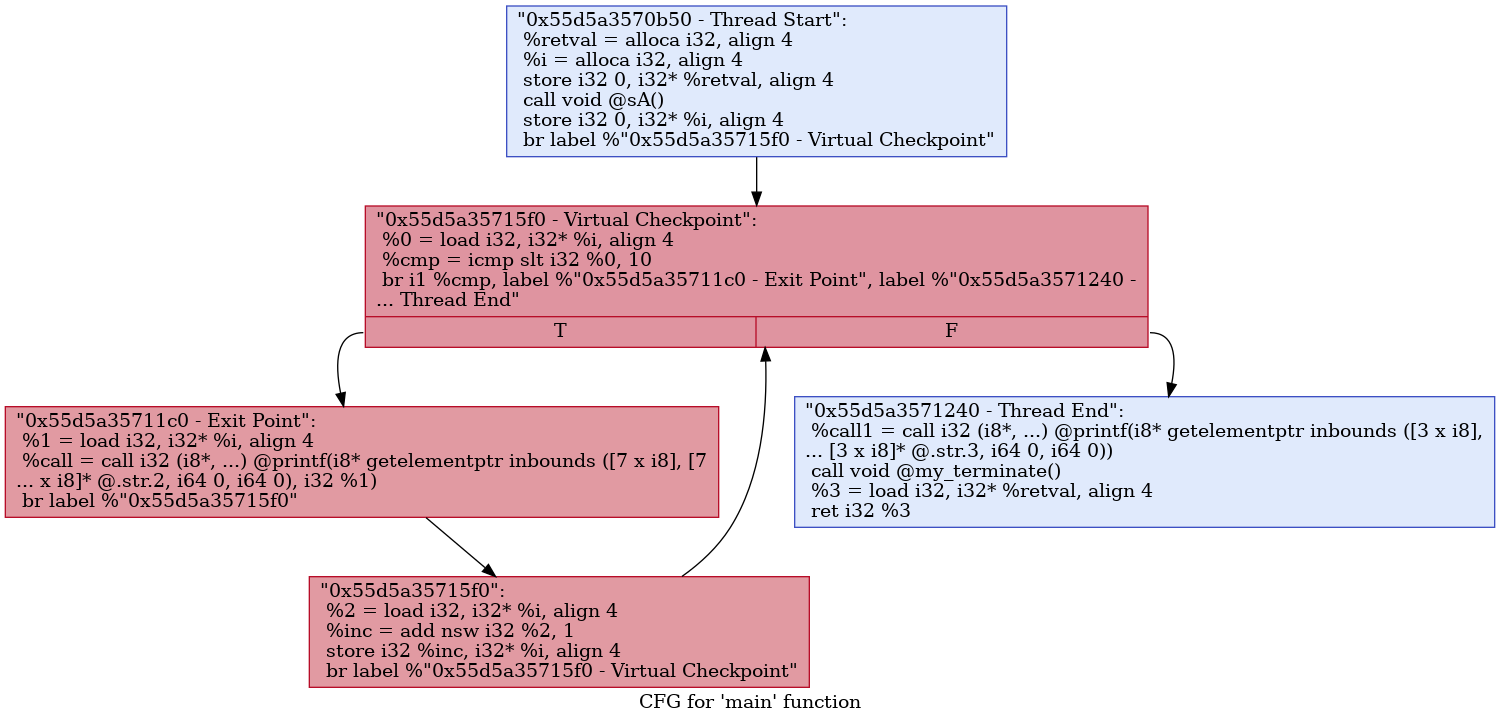 "0x55d5a3570b50 - Thread Start":
%retval = alloca i32, align 4
%i = alloca i32, align 4
store i32 0, i32* %retval, align 4
call void @sA()
store i32 0, i32* %i, align 4
br label %"0x55d5a35715f0 - Virtual Checkpoint"
"0x55d5a35715f0 - Virtual Checkpoint":
%0 = load i32, i32* %i, align 4
%cmp = icmp slt i32 %0, 10
br i1 %cmp, label %"0x55d5a35711c0 - Exit Point", label %"0x55d5a3571240 -
... Thread End"
T
F
"0x55d5a35711c0 - Exit Point":
%1 = load i32, i32* %i, align 4
%call = call i32 (i8*, ...) @printf(i8* getelementptr inbounds ([7 x i8], [7
... x i8]* @.str.2, i64 0, i64 0), i32 %1)
br label %"0x55d5a35715f0"
"0x55d5a3571240 - Thread End":
%call1 = call i32 (i8*, ...) @printf(i8* getelementptr inbounds ([3 x i8],
... [3 x i8]* @.str.3, i64 0, i64 0))
call void @my_terminate()
%3 = load i32, i32* %retval, align 4
ret i32 %3
"0x55d5a35715f0":
%2 = load i32, i32* %i, align 4
%inc = add nsw i32 %2, 1
store i32 %inc, i32* %i, align 4
br label %"0x55d5a35715f0 - Virtual Checkpoint"
CFG for 'main' function